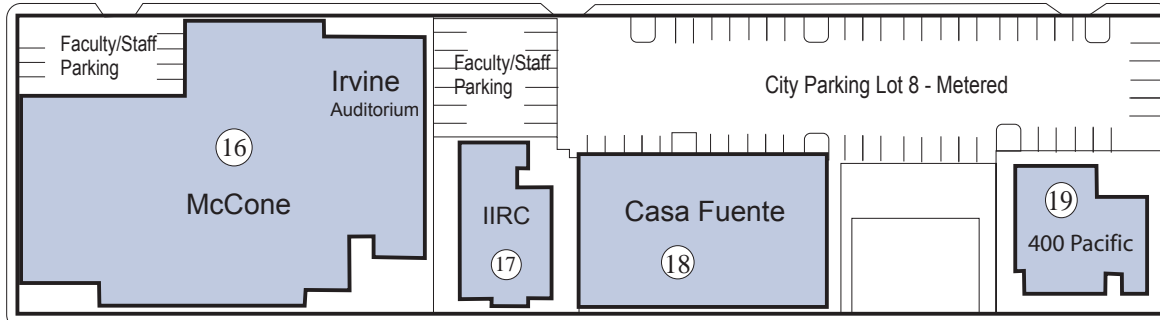 Faculty/Staff
Parking
Irvine
Auditorium
16
McCone
Faculty/Staff
Parking
IIRC
17
City Parking Lot 8 - Metered
Casa Fuente
18
19
400 Pacific